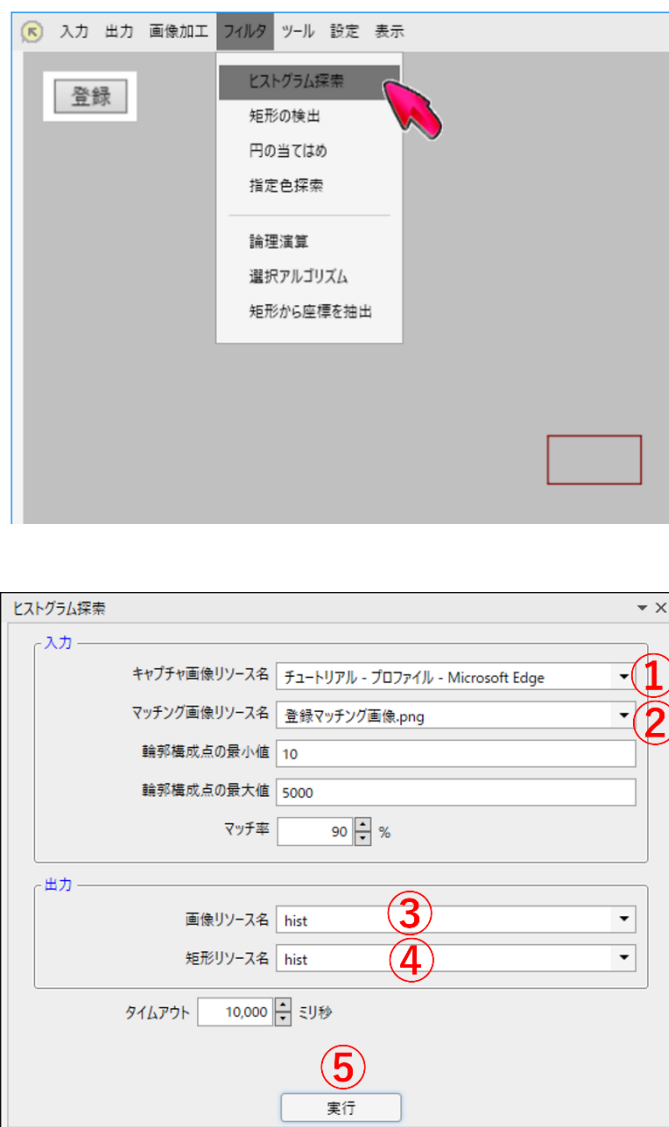 入力 出力 画像加工 フィルタ ツール 設定 表示
登録
ヒストグラム探索
矩形の検出
円の当てはめ
指定色探索
論理演算
選択アルゴリズム
矩形から座標を抽出
ヒストグラム探索
入力
キャプチャ画像リソース名 チュートリアル - プロファイル - Microsoft Edge ①
マッチング画像リソース名 登録マッチング画像.png ②
輪郭構成点の最小値 10
輪郭構成点の最大値 5000
マッチ率 90 %
出力
画像リソース名 hist ③
矩形リソース名 hist ④
タイムアウト 10,000 ミリ秒
⑤
実行